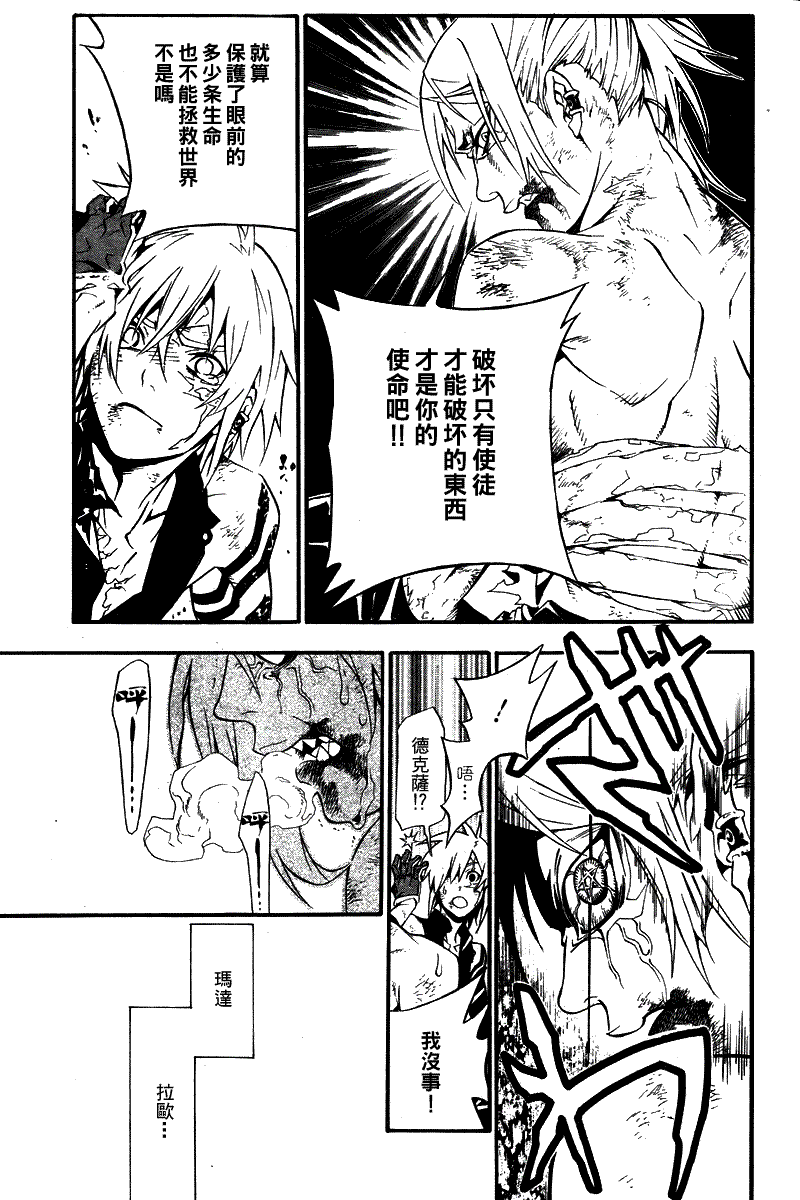 破坏只有使徒
才能破坏的東西
才是你的
使命吧!!
就算
保護了眼前的
多少条生命
也不能拯救世界
不是嗎
!
唔…
德克薩!?
我沒事！
呼
呼
瑪達
拉歐…